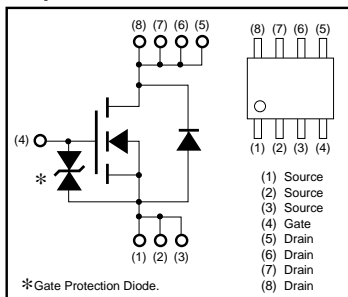 (8) (7) (6) (5)
(8) (7) (6) (5)
(4)
*
(1) (2) (3)
(1) (2) (3) (4)
(1) Source
(2) Source
(3) Source
(4) Gate
(5) Drain
(6) Drain
(7) Drain
(8) Drain
*Gate Protection Diode.